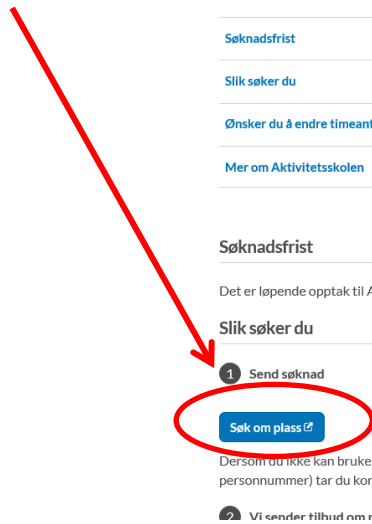 Søknadsfrist
Slik søker du
Ønsker du å endre timeant
Mer om Aktivitetsskolen
Søknadsfrist
Det er løpende opptak til A
Slik søker du
1 Send søknad
Søk om plass
Dersom du ikke kan bruke
personnummer) tar du kon
2 Vi sender tilbud om